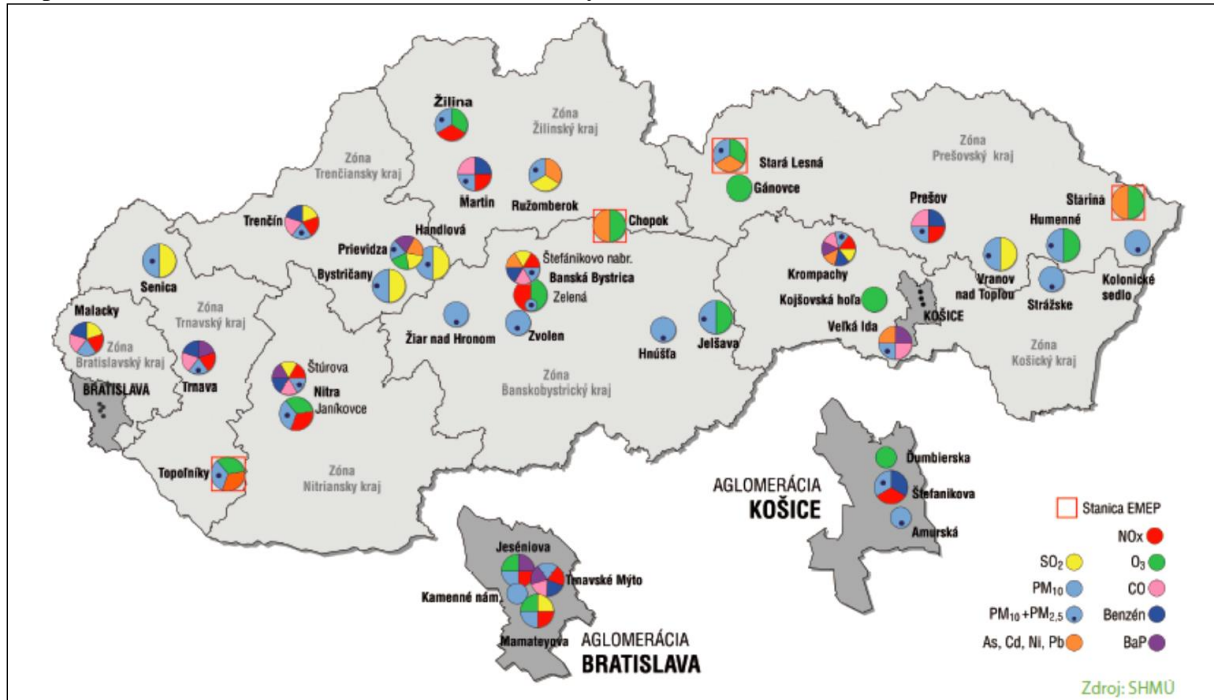 Žilina
Zóna
Žilinský kraj
Zóna
Trenčiansky kraj
Martin
Ružomberok
Stará Lesná
Gánovce
Zóna
Prešovský kraj
Prešov
Starina
Humenné
Trenčín
Handlová
Prievidza
Bystričany
Chopok
Štefánikovo nabr.
Banská Bystrica
Zelená
Krompachy
Vranov
nad Topľou
Kolonické
sedlo
Strážske
Senica
Kojšovská hoľa
KOŠICE
Malacky
Zóna
Trnavský kraj
Žiar nad Hronom
Zvolen
Hnúšťa
Jelšava
Veľká Ida
Zóna
Košický kraj
Zóna
Bratislavský kraj
Trnava
Štúrova
Nitra
Janíkovce
Zóna
Banskobystrický kraj
BRATISLAVA
Topoľníky
Zóna
Nitriansky kraj
AGLOMERÁCIA
KOŠICE
Ďumbierska
Štefanikova
Amurská
Jeséniova
Trnavské Mýto
Kamenné nám.
Mamateyova
AGLOMERÁCIA
BRATISLAVA
Stanica EMEP
NOx
SO₂
O₃
PM₁₀
CO
PM₁₀+PM₂,₅
Benzén
As, Cd, Ni, Pb
BaP
Zdroj: SHMÚ